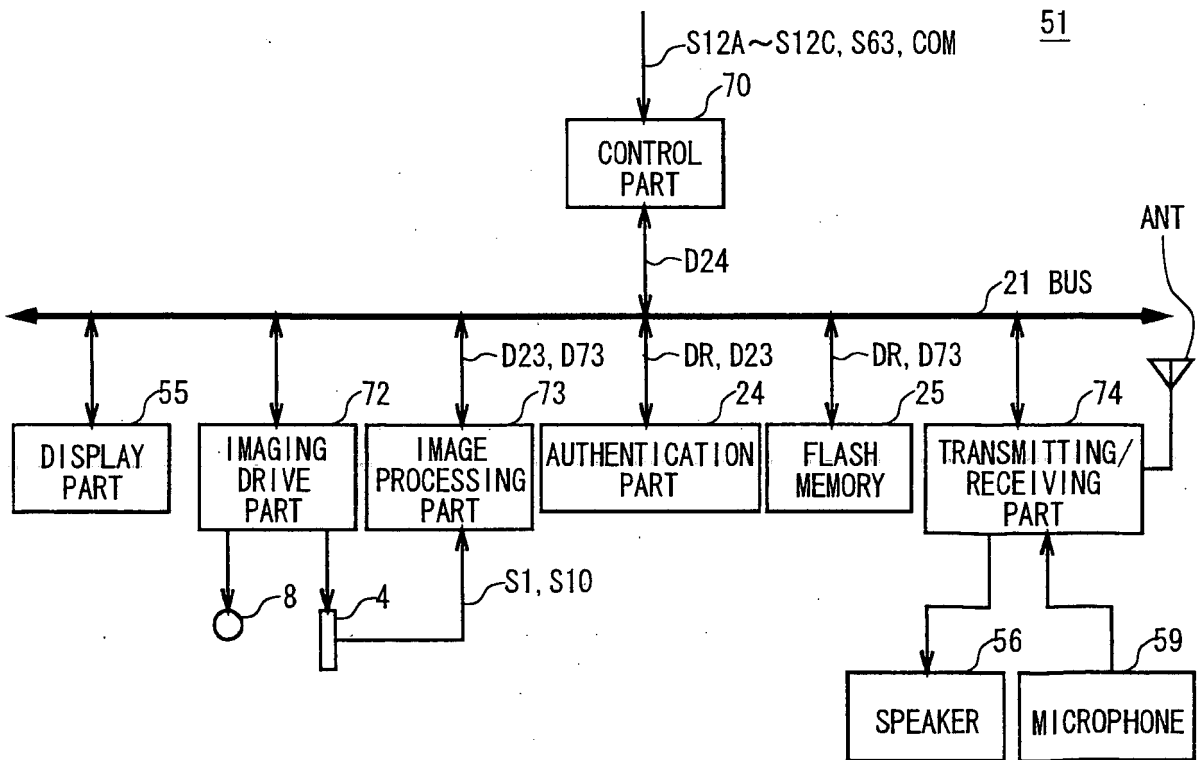 51
S12A～S12C, S63, COM
70
CONTROL
PART
ANT
D24
21 BUS
D23, D73
DR, D23
DR, D73
55
72
73
24
25
74
DISPLAY
PART
IMAGING
DRIVE
PART
IMAGE
PROCESSING
PART
AUTHENTICATION
PART
FLASH
MEMORY
TRANSMITTING/
RECEIVING
PART
8
4
S1, S10
56
59
SPEAKER
MICROPHONE